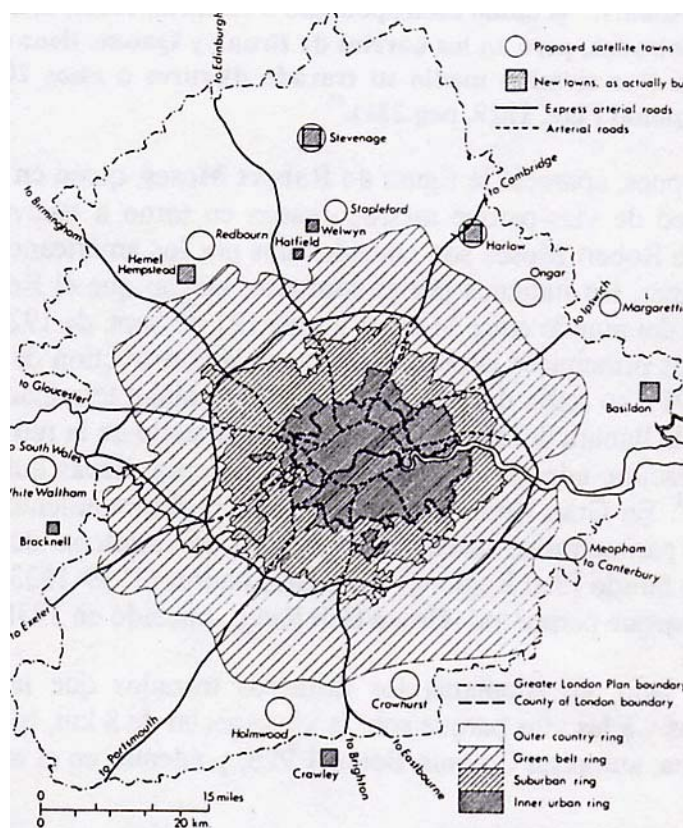 Proposed satellite towns
New towns as actually bu
Express arterial roads
Arterial roads
to Edinburgh
to Cambridge
to Birmingham
Stevenage
Stapleford
Welwyn
Redbourn
Hatfield
Harlow
Hemel
Hempstead
Ongar
to Ipswich
Margaretti
to Gloucester
Basildon
o South Wales
White Waltham
Bracknell
Meopham
to Canterbury
to Exeter
to Portsmouth
Holmwood
Crawley
to Brighton
Crowhurst
to Eastbourne
Greater London Plan boundary
County of London boundary
Outer country ring
Green belt ring
Suburban ring
Inner urban ring
0 15 miles
0 20 km.